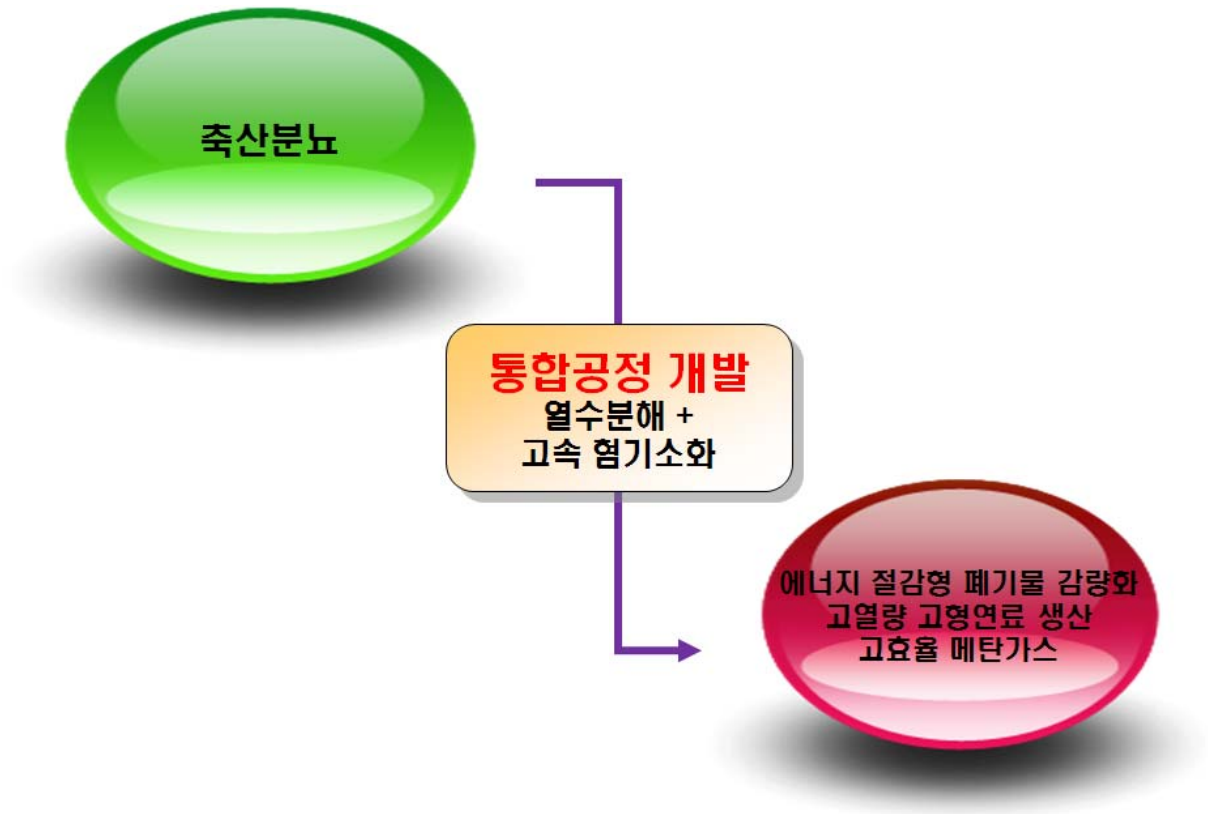 축산분뇨
통합공정 개발
열수분해 +
고속 혐기소화
에너지 절감형 폐기물 감량화
고열량 고형연료 생산
고효율 메탄가스